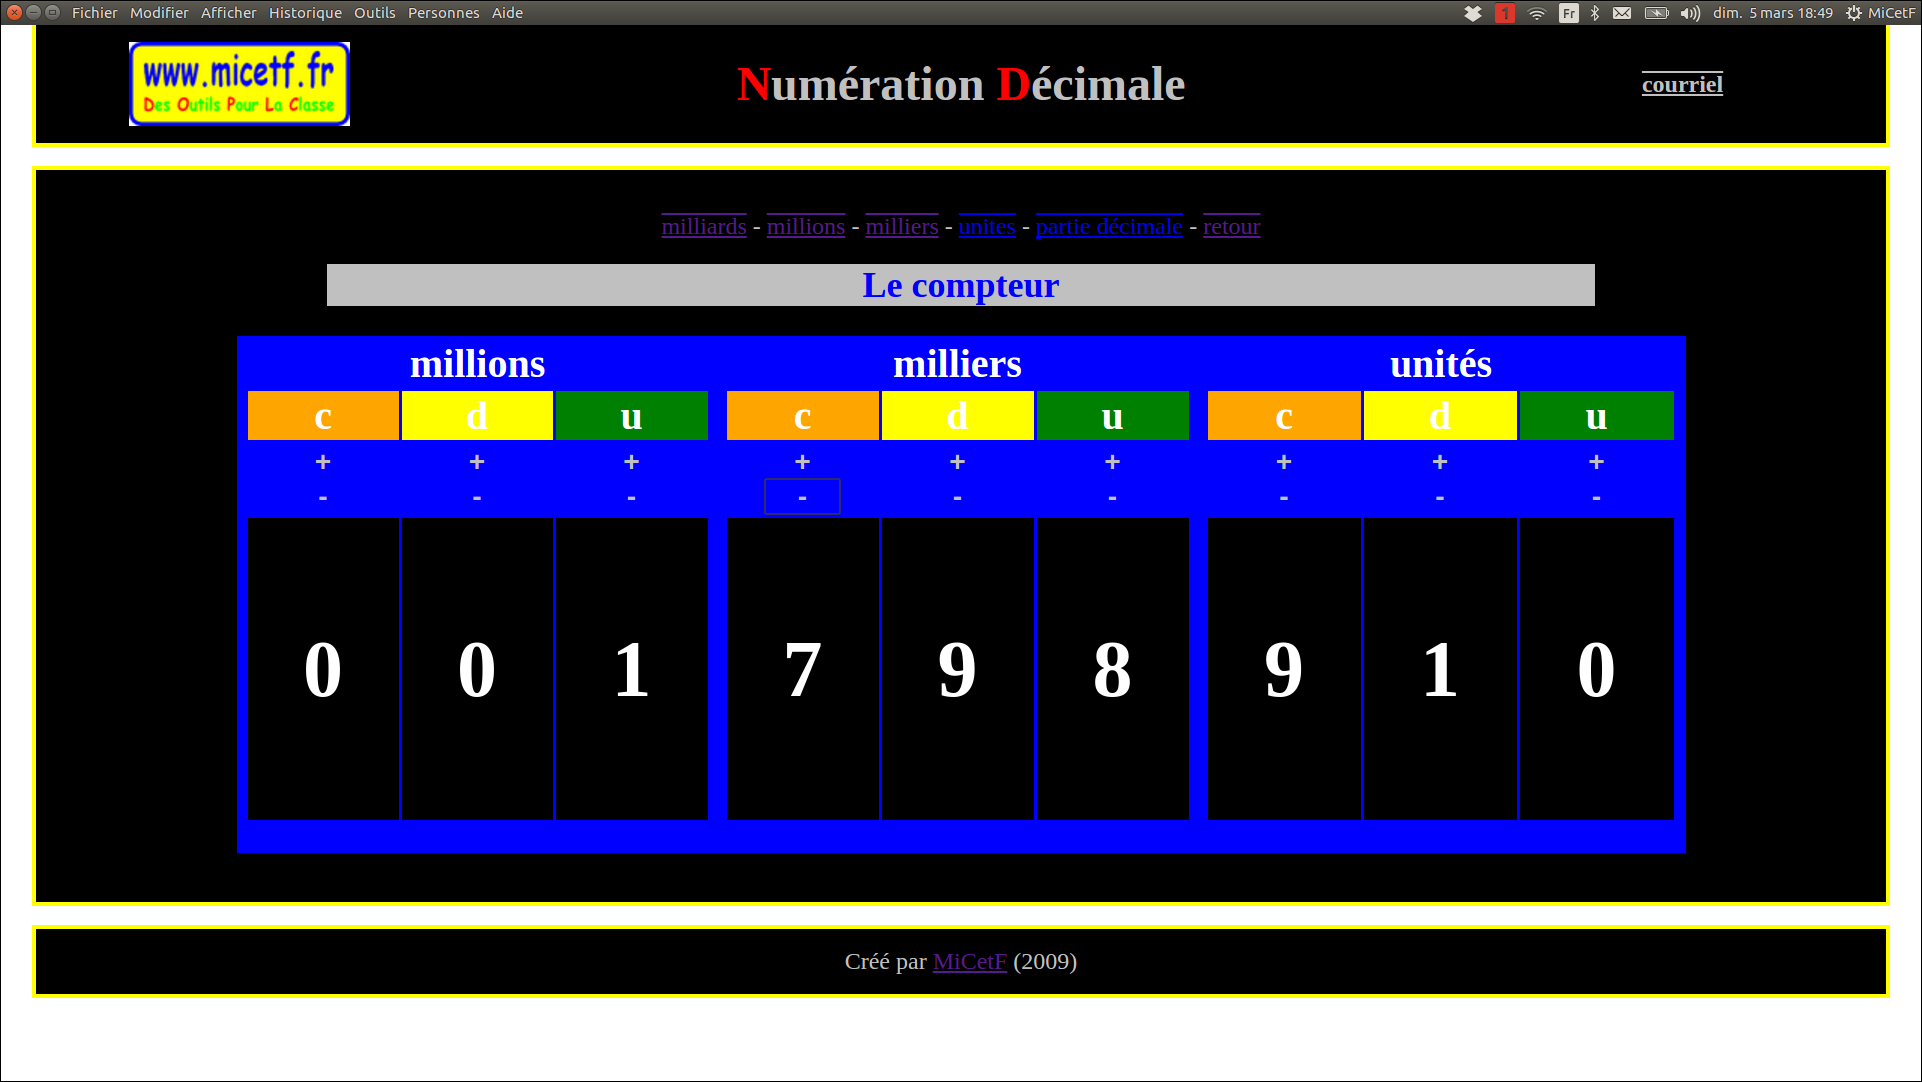 Fichier Modifier Afficher Historique Outils Personnes Aide 1 Fr dim. 5 mars 18:49 MiCetF
www.micetf.fr
Des Outils Pour La Classe
Numération Décimale
courriel
milliards - millions - milliers - unites - partie décimale - retour
Le compteur
millions milliers unités
c d u c d u c d u
+ + + + + + + + +
- - - - - - - - -
0 0 1 7 9 8 9 1 0
Créé par MiCetF (2009)